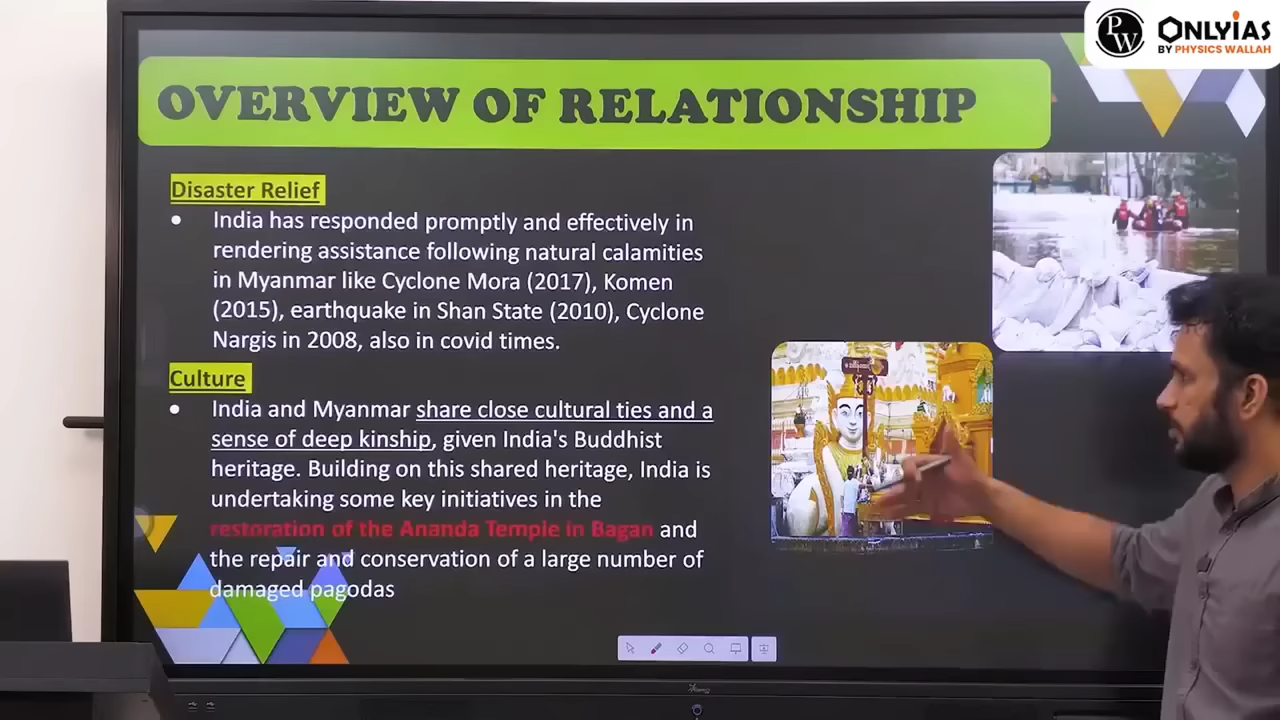 PW
ONLYIAS
BY PHYSICS WALLAH
OVERVIEW OF RELATIONSHIP
Disaster Relief
• India has responded promptly and effectively in
rendering assistance following natural calamities
in Myanmar like Cyclone Mora (2017), Komen
(2015), earthquake in Shan State (2010), Cyclone
Nargis in 2008, also in covid times.
Culture
• India and Myanmar share close cultural ties and a
sense of deep kinship, given India's Buddhist
heritage. Building on this shared heritage, India is
undertaking some key initiatives in the
restoration of the Ananda Temple in Bagan and
the repair and conservation of a large number of
damaged pagodas